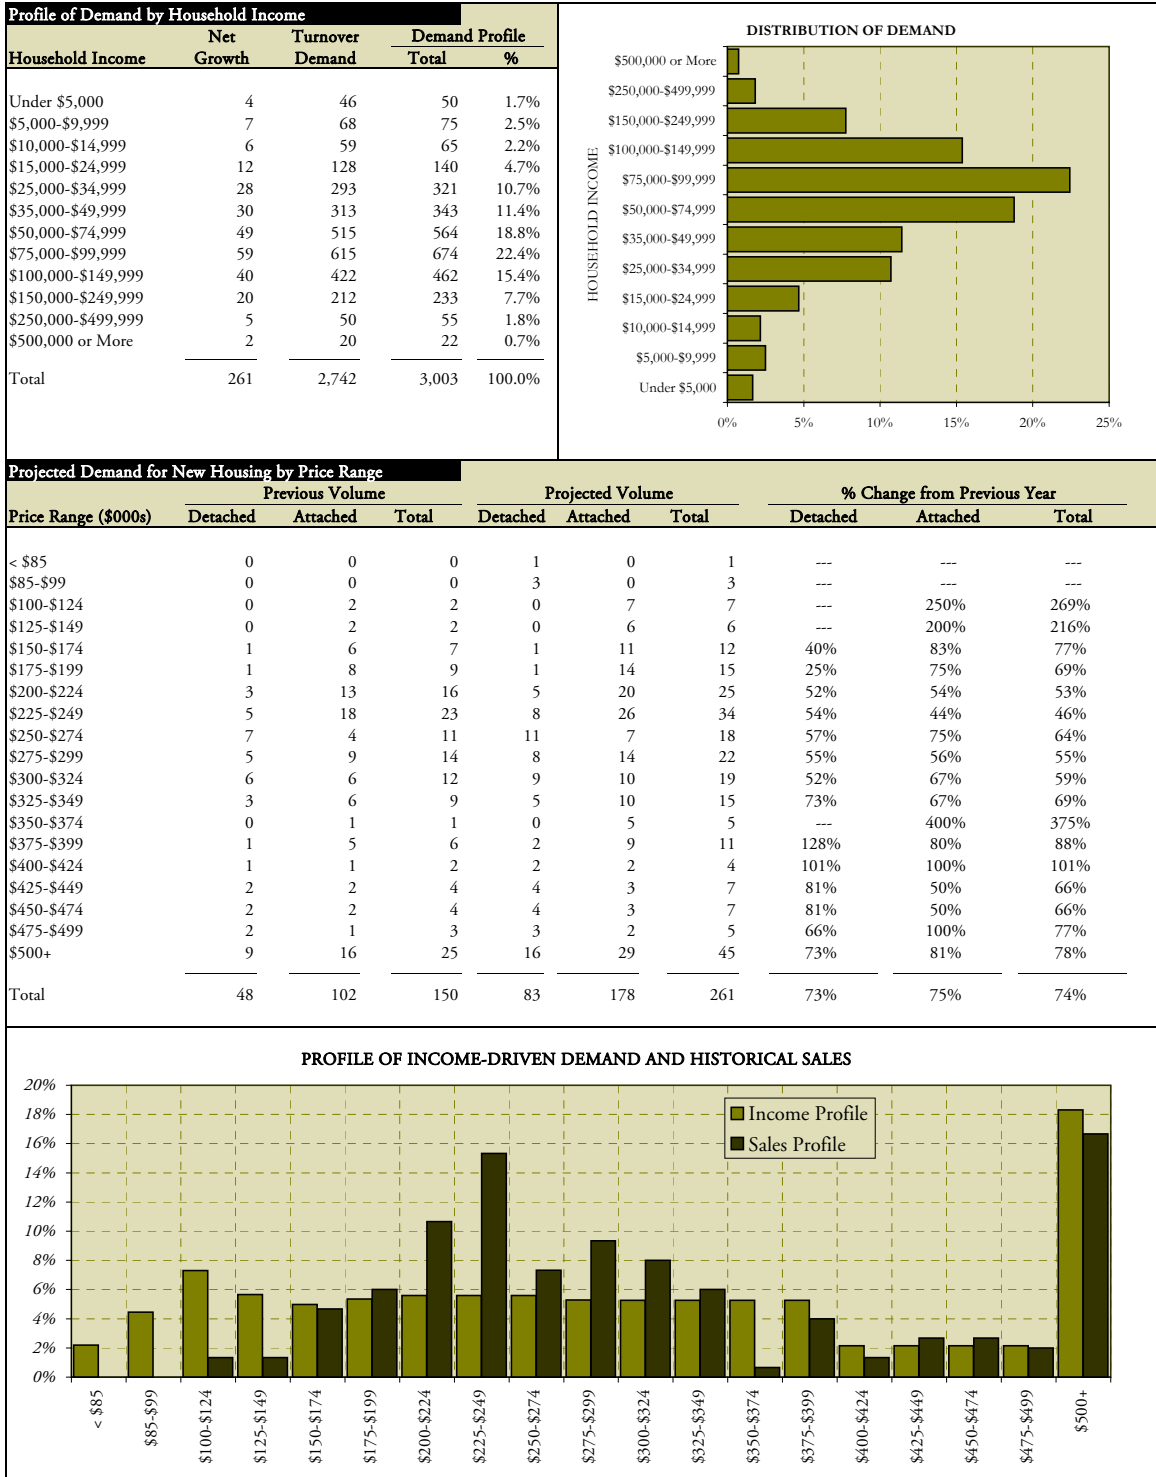 Profile of Demand by Household Income
Net Turnover Demand Profile
Household Income Growth Demand Total %
Under $5,000 4 46 50 1.7%
$5,000-$9,999 7 68 75 2.5%
$10,000-$14,999 6 59 65 2.2%
$15,000-$24,999 12 128 140 4.7%
$25,000-$34,999 28 293 321 10.7%
$35,000-$49,999 30 313 343 11.4%
$50,000-$74,999 49 515 564 18.8%
$75,000-$99,999 59 615 674 22.4%
$100,000-$149,999 40 422 462 15.4%
$150,000-$249,999 20 212 233 7.7%
$250,000-$499,999 5 50 55 1.8%
$500,000 or More 2 20 22 0.7%
Total 261 2,742 3,003 100.0%
DISTRIBUTION OF DEMAND
HOUSEHOLD INCOME
$500,000 or More
$250,000-$499,999
$150,000-$249,999
$100,000-$149,999
$75,000-$99,999
$50,000-$74,999
$35,000-$49,999
$25,000-$34,999
$15,000-$24,999
$10,000-$14,999
$5,000-$9,999
Under $5,000
0% 5% 10% 15% 20% 25%
Projected Demand for New Housing by Price Range
Previous Volume Projected Volume % Change from Previous Year
Price Range ($000s) Detached Attached Total Detached Attached Total Detached Attached Total
< $85 0 0 0 1 0 1 --- --- ---
$85-$99 0 0 0 3 0 3 --- --- ---
$100-$124 0 2 2 0 7 7 --- 250% 269%
$125-$149 0 2 2 0 6 6 --- 200% 216%
$150-$174 1 6 7 1 11 12 40% 83% 77%
$175-$199 1 8 9 1 14 15 25% 75% 69%
$200-$224 3 13 16 5 20 25 52% 54% 53%
$225-$249 5 18 23 8 26 34 54% 44% 46%
$250-$274 7 4 11 11 7 18 57% 75% 64%
$275-$299 5 9 14 8 14 22 55% 56% 55%
$300-$324 6 6 12 9 10 19 52% 67% 59%
$325-$349 3 6 9 5 10 15 73% 67% 69%
$350-$374 0 1 1 0 5 5 --- 400% 375%
$375-$399 1 5 6 2 9 11 128% 80% 88%
$400-$424 1 1 2 2 2 4 101% 100% 101%
$425-$449 2 2 4 4 3 7 81% 50% 66%
$450-$474 2 2 4 4 3 7 81% 50% 66%
$475-$499 2 1 3 3 2 5 66% 100% 77%
$500+ 9 16 25 16 29 45 73% 81% 78%
Total 48 102 150 83 178 261 73% 75% 74%
PROFILE OF INCOME-DRIVEN DEMAND AND HISTORICAL SALES
20%
18%
16%
14%
12%
10%
8%
6%
4%
2%
0%
Income Profile
Sales Profile
< $85 $85-$99 $100-$124 $125-$149 $150-$174 $175-$199 $200-$224 $225-$249 $250-$274 $275-$299 $300-$324 $325-$349 $350-$374 $375-$399 $400-$424 $425-$449 $450-$474 $475-$499 $500+